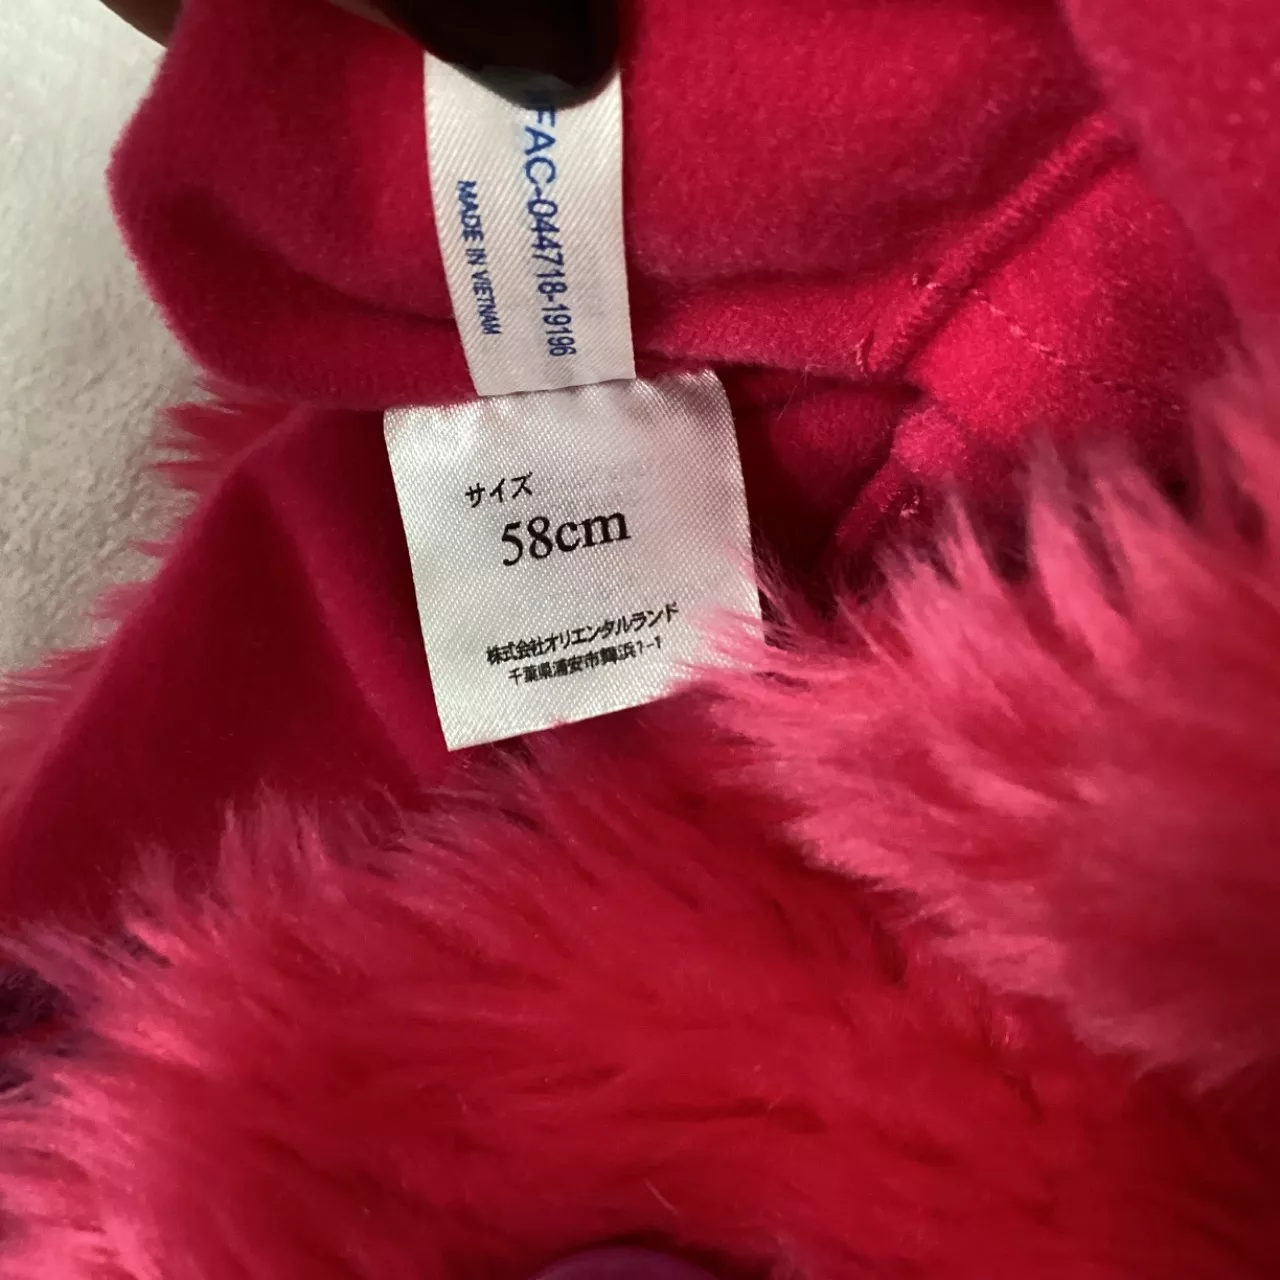 FAC-044718-19196
MADE IN VIETNAM
サイズ
58cm
株式会社オリエンタルランド
千葉県浦安市舞浜1-1